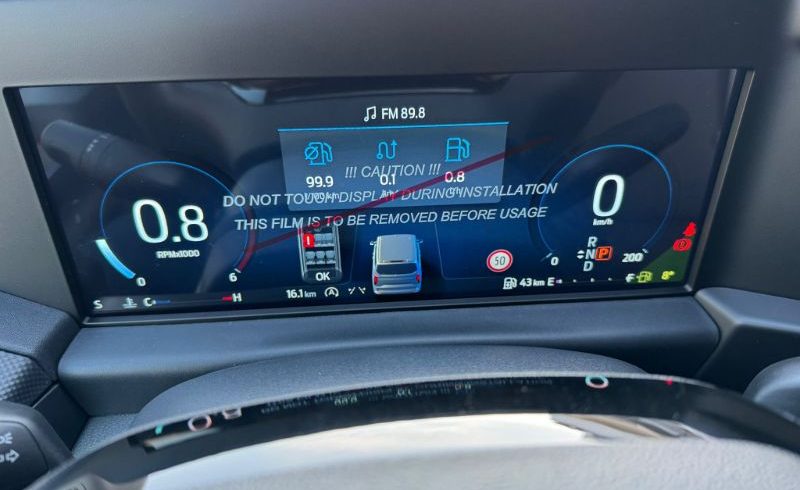 FM 89.8
!!! CAUTION !!!
99.9 0.1 0.8
DO NOT TOUCH DISPLAY DURING INSTALLATION
THIS FILM IS TO BE REMOVED BEFORE USAGE
0.8
RPMx1000
0 6
1
OK
50
0
km/h
0 200
R
N P
D
S C H
16.1 km
43 km E F 8°